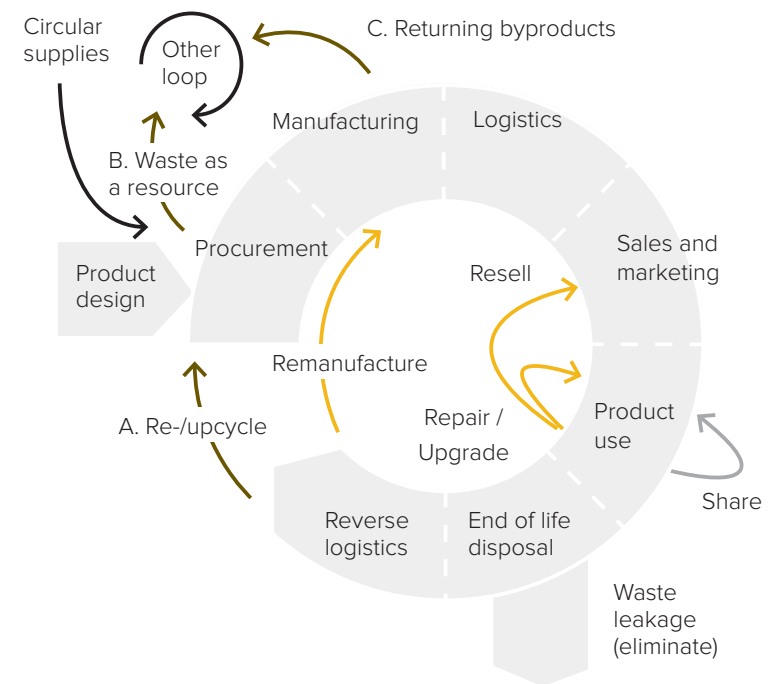 Circular
supplies
Other
loop
C. Returning byproducts
Manufacturing
Logistics
B. Waste as
a resource
Procurement
Sales and
marketing
Product
design
Resell
Remanufacture
A. Re-/upcycle
Repair /
Upgrade
Product
use
Share
Reverse
logistics
End of life
disposal
Waste
leakage
(eliminate)